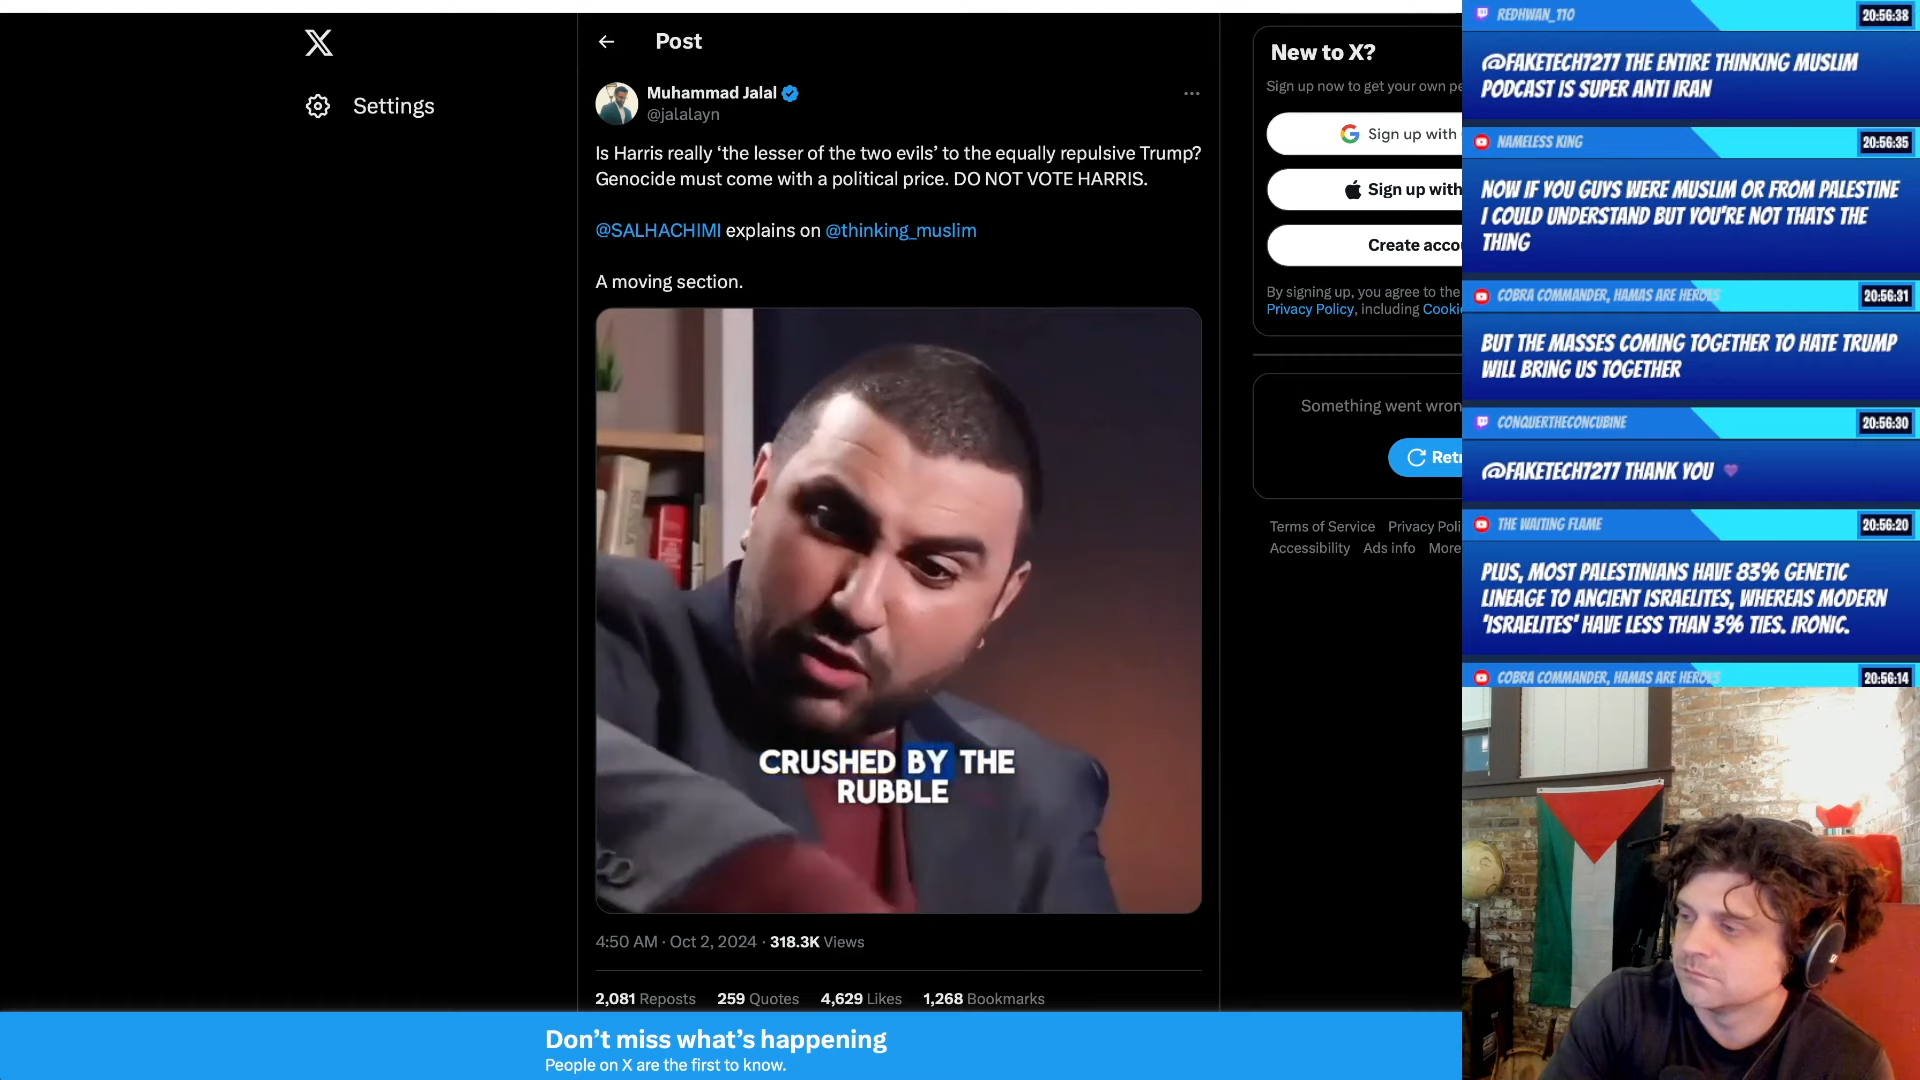 Settings
Post
Muhammad Jalal
@jalalayn
Is Harris really ‘the lesser of the two evils’ to the equally repulsive Trump?
Genocide must come with a political price. DO NOT VOTE HARRIS.
@SALHACHIMI explains on @thinking_muslim
A moving section.
CRUSHED BY THE
RUBBLE
4:50 AM · Oct 2, 2024 · 318.3K Views
2,081 Reposts 259 Quotes 4,629 Likes 1,268 Bookmarks
Don’t miss what’s happening
People on X are the first to know.
New to X?
Sign up now to get your own pe
Sign up with
Sign up with
Create acco
By signing up, you agree to the
Privacy Policy, including Cooki
Something went wron
Retr
Terms of Service Privacy Poli
Accessibility Ads info More
REDHWAN_110 20:56:38
@FAKETECH7277 THE ENTIRE THINKING MUSLIM
PODCAST IS SUPER ANTI IRAN
NAMELESS KING 20:56:35
NOW IF YOU GUYS WERE MUSLIM OR FROM PALESTINE
I COULD UNDERSTAND BUT YOU'RE NOT THATS THE
THING
COBRA COMMANDER, HAMAS ARE HEROES 20:56:31
BUT THE MASSES COMING TOGETHER TO HATE TRUMP
WILL BRING US TOGETHER
CONQUERTHECONCUBINE 20:56:30
@FAKETECH7277 THANK YOU 💜
THE WAITING FLAME 20:56:20
PLUS, MOST PALESTINIANS HAVE 83% GENETIC
LINEAGE TO ANCIENT ISRAELITES, WHEREAS MODERN
'ISRAELITES' HAVE LESS THAN 3% TIES. IRONIC.
COBRA COMMANDER, HAMAS ARE HEROES 20:56:14